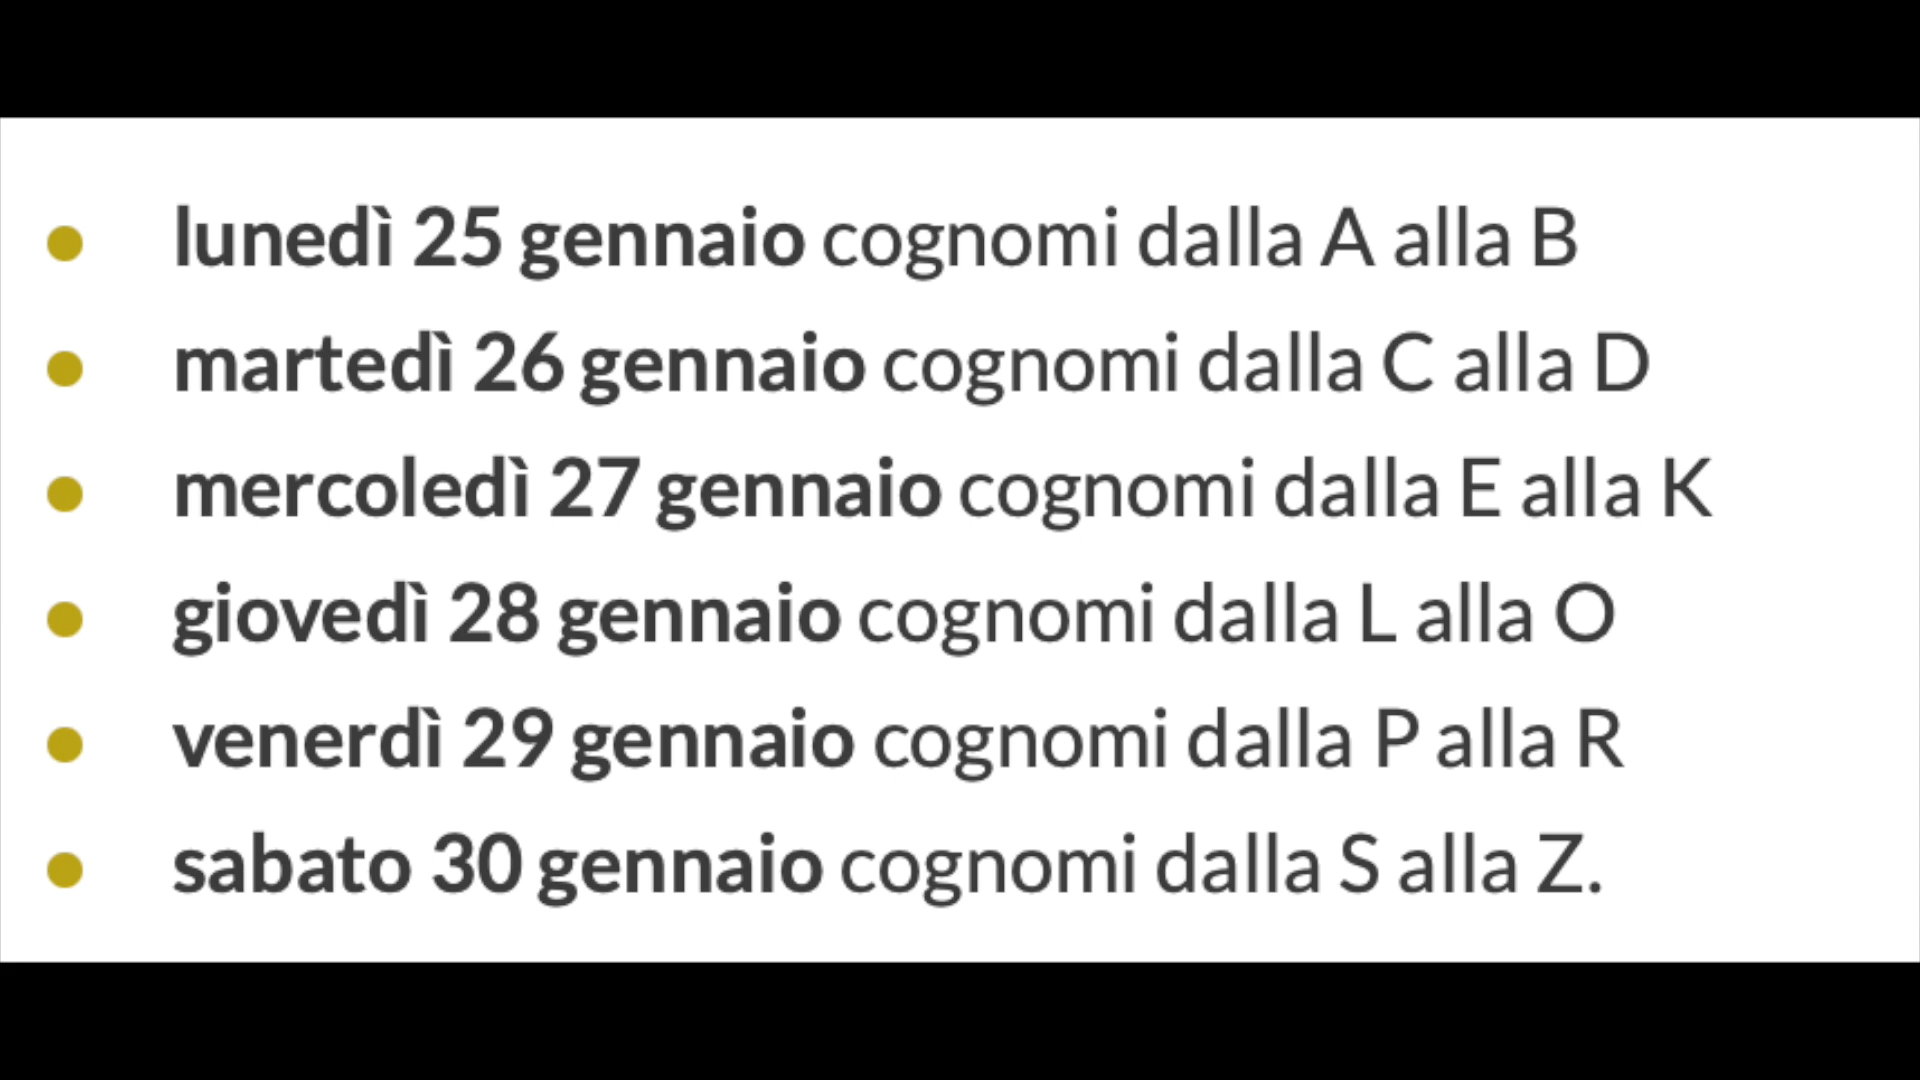 lunedì 25 gennaio cognomi dalla A alla B
martedì 26 gennaio cognomi dalla C alla D
mercoledì 27 gennaio cognomi dalla E alla K
giovedì 28 gennaio cognomi dalla L alla O
venerdì 29 gennaio cognomi dalla P alla R
sabato 30 gennaio cognomi dalla S alla Z.